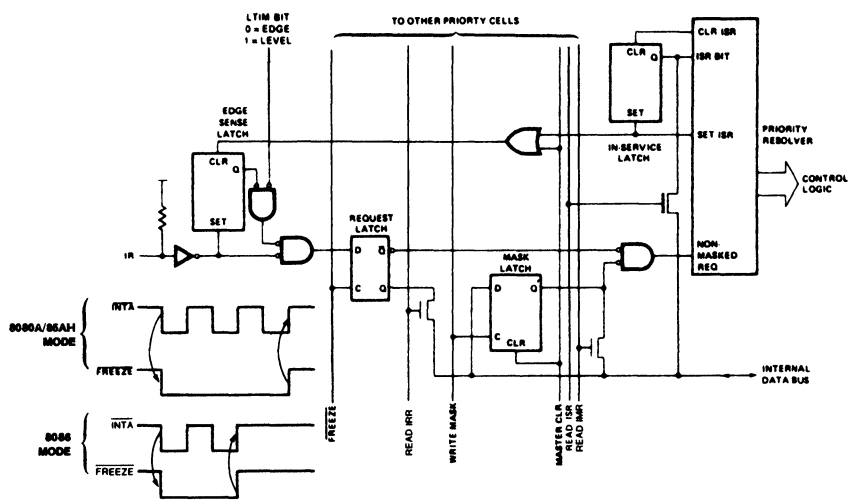 LTIM BIT
0 = EDGE
1 = LEVEL
TO OTHER PRIORTY CELLS
CLR ISR
CLR
Q
ISR BIT
SET
SET ISR
IN-SERVICE
LATCH
PRIORITY
RESOLVER
CONTROL
LOGIC
EDGE
SENSE
LATCH
CLR
Q
SET
REQUEST
LATCH
IR
D
Q
C
Q
MASK
LATCH
D
Q
C
CLR
NON-
MASKED
REQ
8080A/85AH
MODE
INTA
FREEZE
8086
MODE
INTA
FREEZE
FREEZE
READ IRR
WRITE MASK
MASTER CLR
READ ISR
READ IMR
INTERNAL
DATA BUS